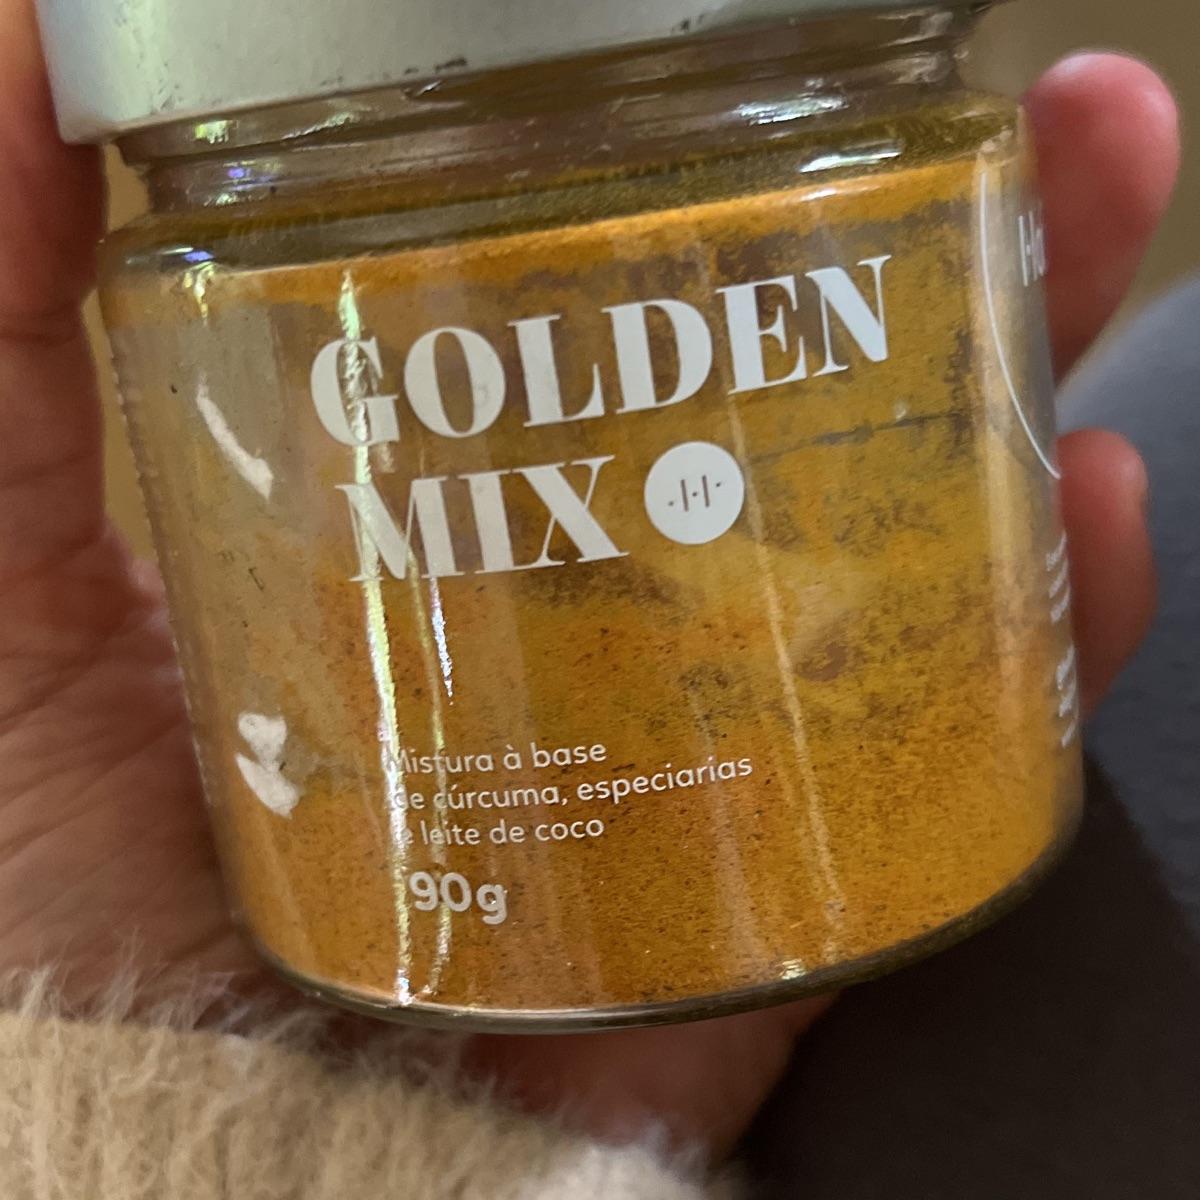 GOLDEN
MIX
Mistura à base
de cúrcuma, especiarias
e leite de coco
90g